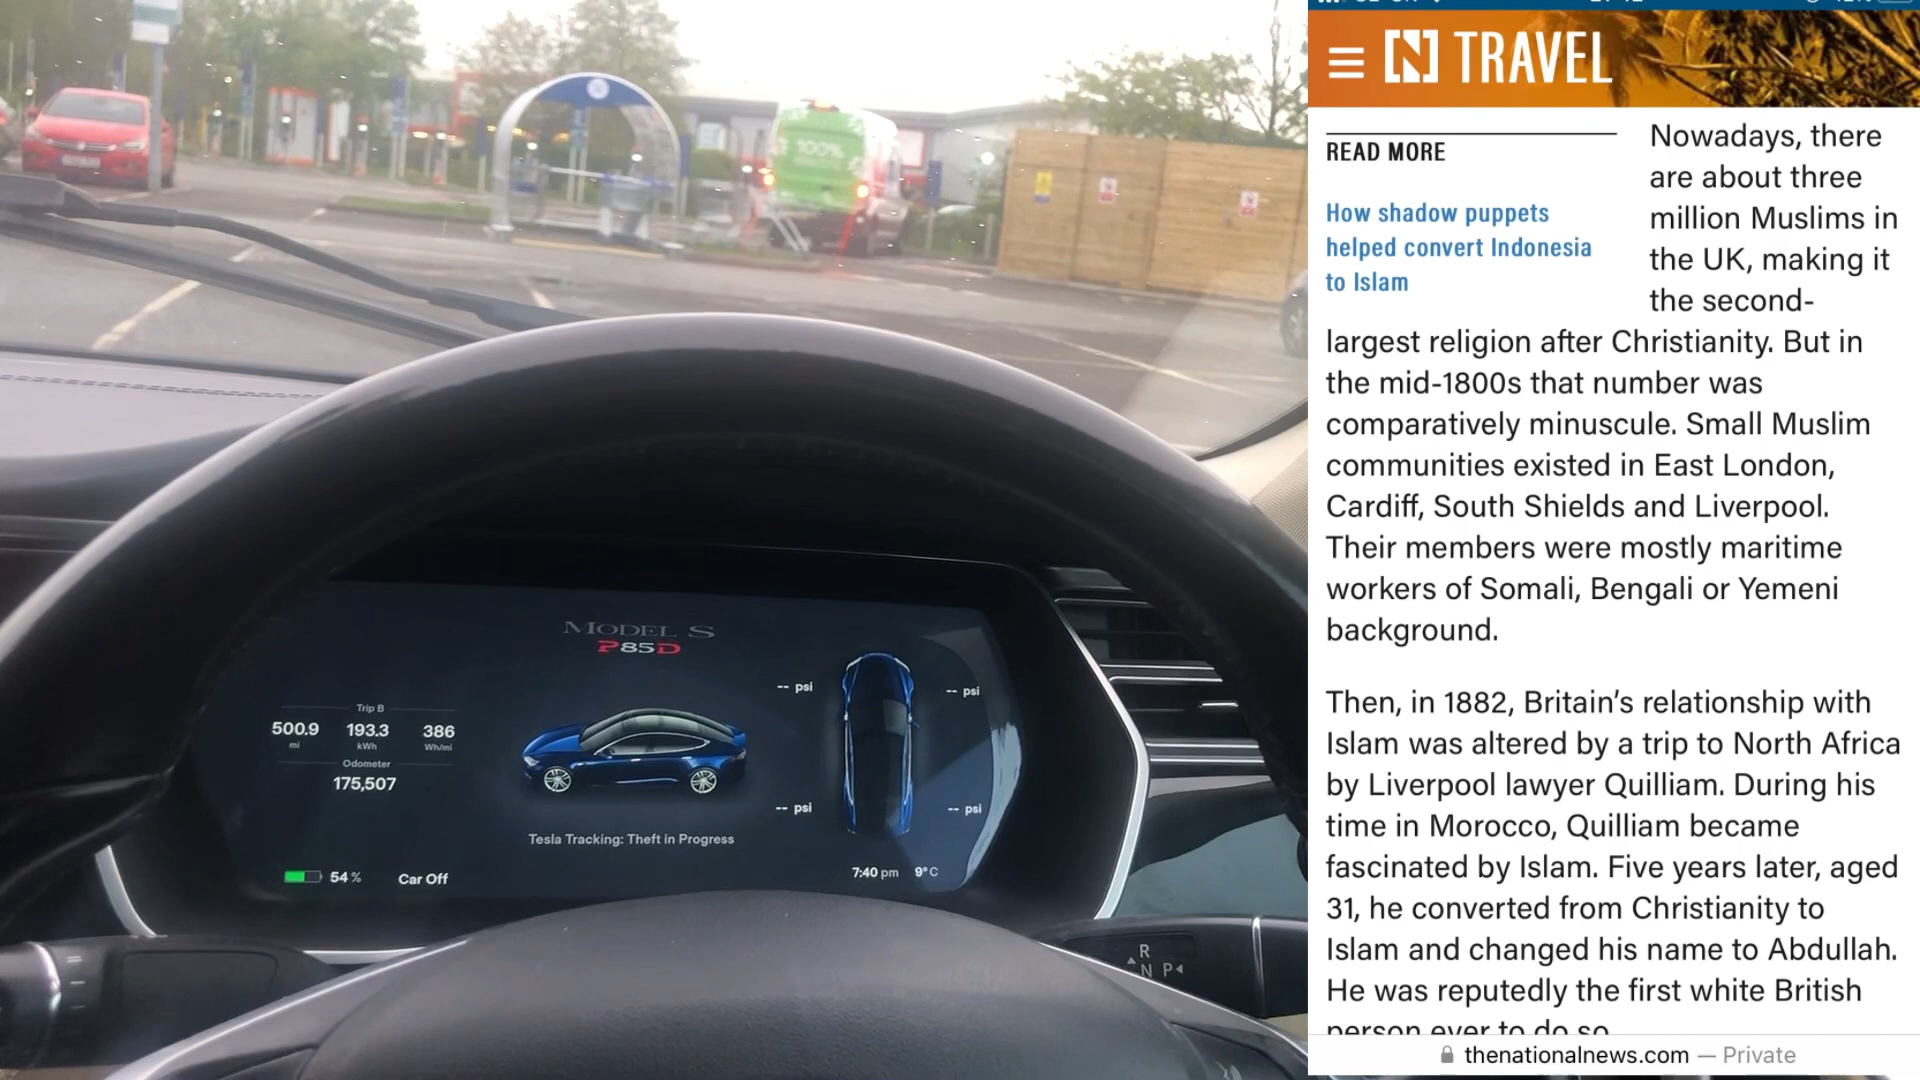 100%
MODEL S
P85D
Trip B
500.9 193.3 386
mi kWh Wh/mi
Odometer
175,507
-- psi
-- psi
-- psi
-- psi
Tesla Tracking: Theft in Progress
54 % Car Off
7:40 pm 9°C
R
N P
TRAVEL
READ MORE
How shadow puppets
helped convert Indonesia
to Islam
Nowadays, there
are about three
million Muslims in
the UK, making it
the second-
largest religion after Christianity. But in
the mid-1800s that number was
comparatively minuscule. Small Muslim
communities existed in East London,
Cardiff, South Shields and Liverpool.
Their members were mostly maritime
workers of Somali, Bengali or Yemeni
background.
Then, in 1882, Britain’s relationship with
Islam was altered by a trip to North Africa
by Liverpool lawyer Quilliam. During his
time in Morocco, Quilliam became
fascinated by Islam. Five years later, aged
31, he converted from Christianity to
Islam and changed his name to Abdullah.
He was reputedly the first white British
person ever to do so
thenationalnews.com — Private